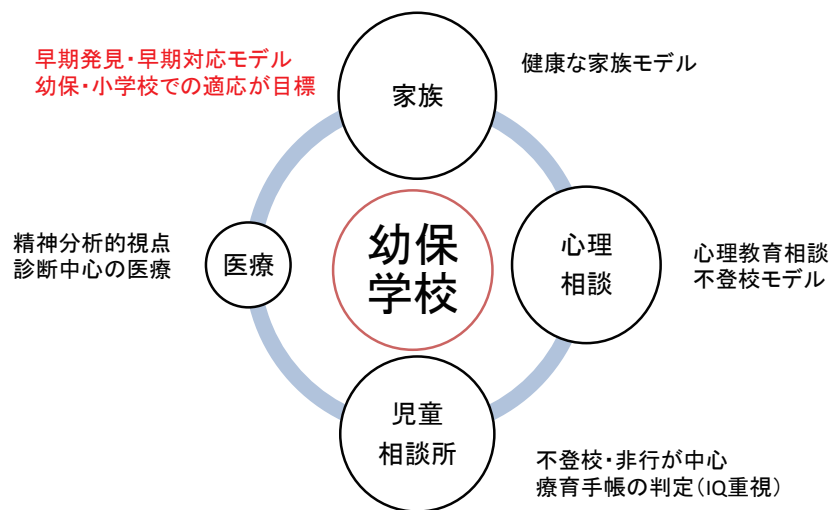 早期発見・早期対応モデル
幼保・小学校での適応が目標
家族
健康な家族モデル
精神分析的視点
診断中心の医療
医療
幼保
学校
心理
相談
心理教育相談
不登校モデル
児童
相談所
不登校・非行が中心
療育手帳の判定(IQ重視)